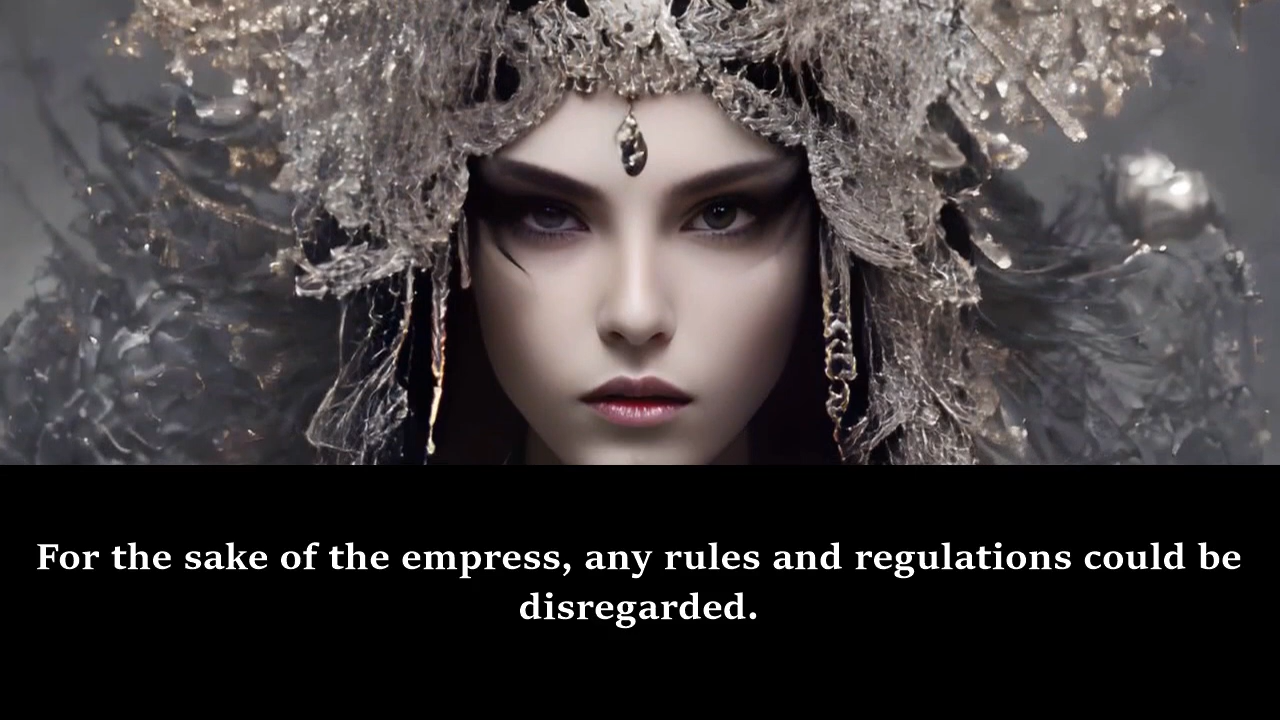 For the sake of the empress, any rules and regulations could be
disregarded.